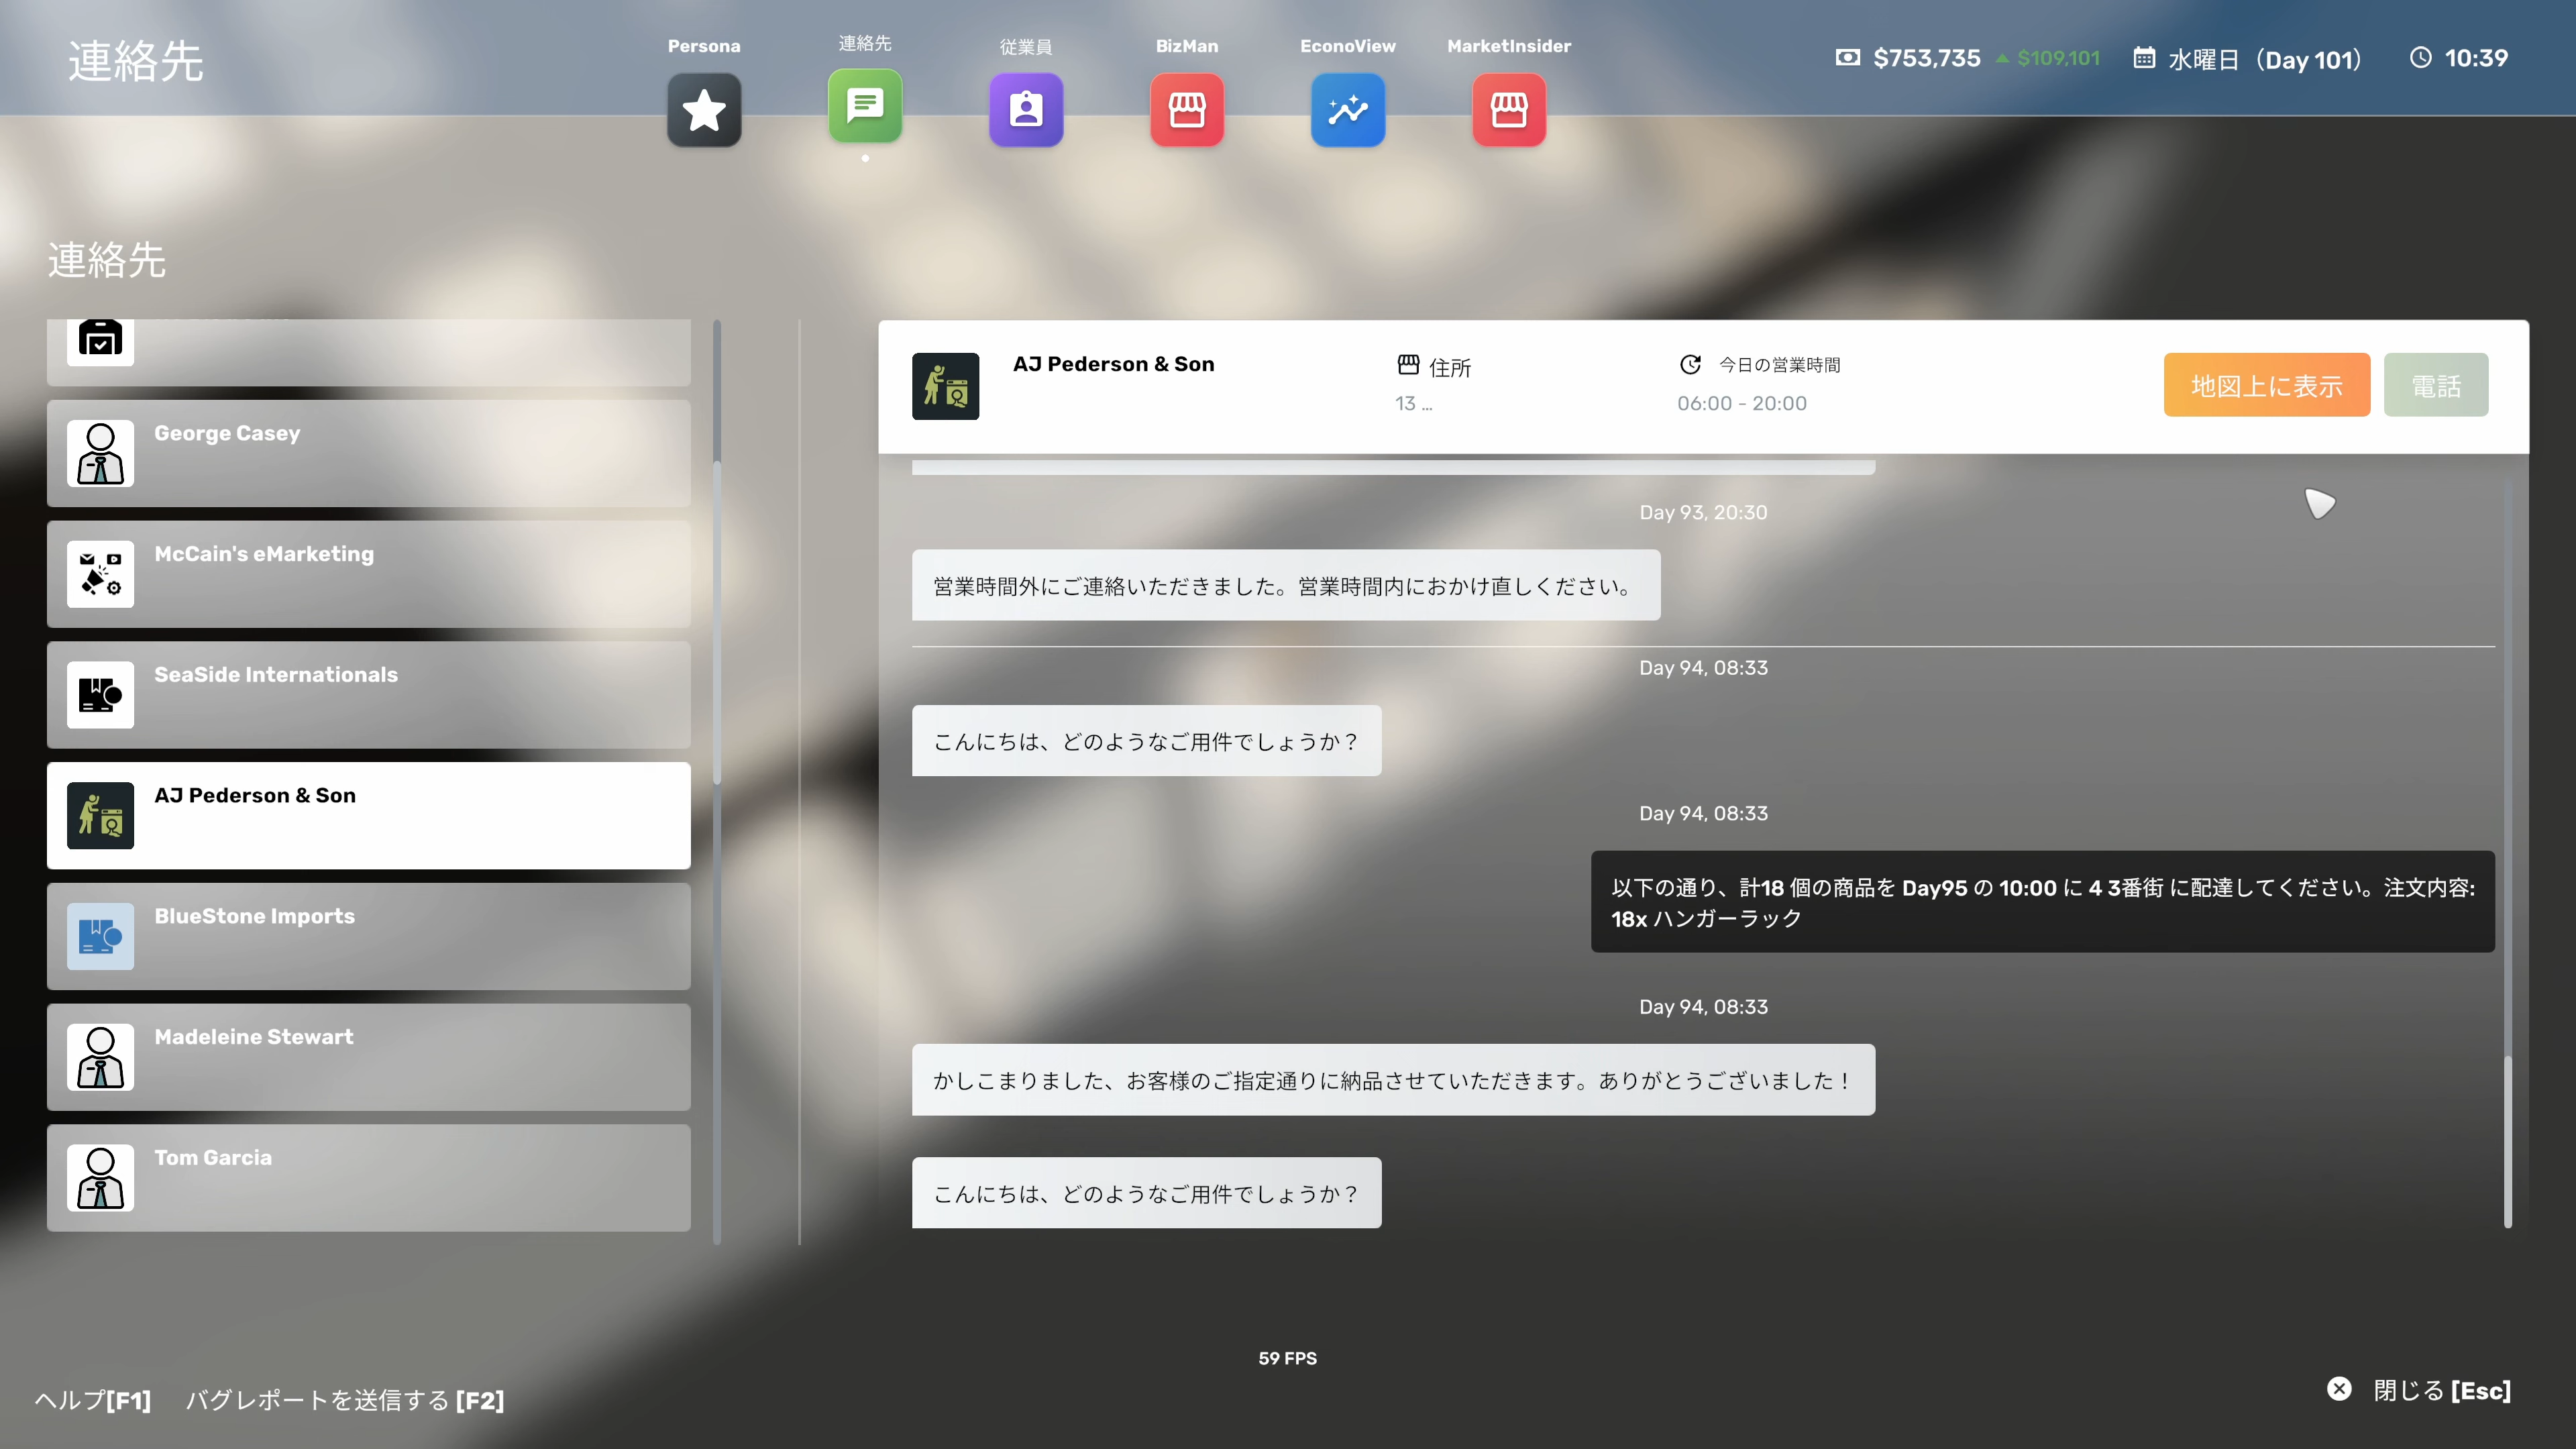 連絡先
Persona
連絡先
従業員
BizMan
EconoView
MarketInsider
$753,735
$109,101
水曜日（Day 101）
10:39
連絡先
George Casey
McCain's eMarketing
SeaSide Internationals
AJ Pederson & Son
BlueStone Imports
Madeleine Stewart
Tom Garcia
AJ Pederson & Son
住所
13 ...
今日の営業時間
06:00 - 20:00
地図上に表示
電話
Day 93, 20:30
営業時間外にご連絡いただきました。営業時間内におかけ直しください。
Day 94, 08:33
こんにちは、どのようなご用件でしょうか？
Day 94, 08:33
以下の通り、計18 個の商品を Day95 の 10:00 に 4 3番街 に配達してください。注文内容:
18x ハンガーラック
Day 94, 08:33
かしこまりました、お客様のご指定通りに納品させていただきます。ありがとうございました！
こんにちは、どのようなご用件でしょうか？
59 FPS
ヘルプ[F1]
バグレポートを送信する [F2]
閉じる [Esc]